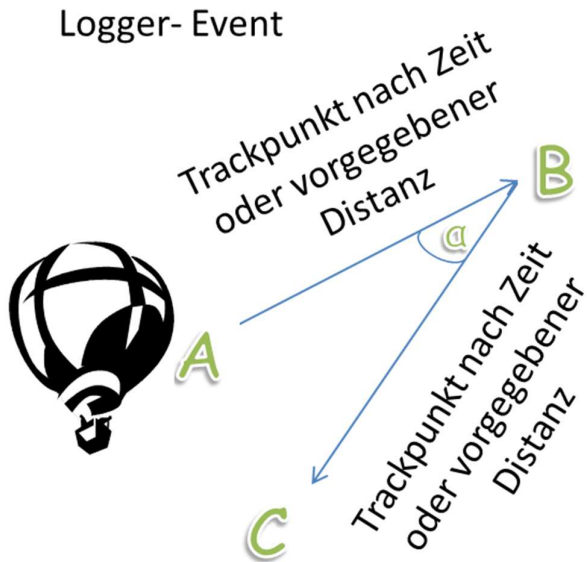 Logger- Event
Trackpunkt nach Zeit
oder vorgegebener
Distanz
B
α
A
Trackpunkt nach Zeit
oder vorgegebener
Distanz
C